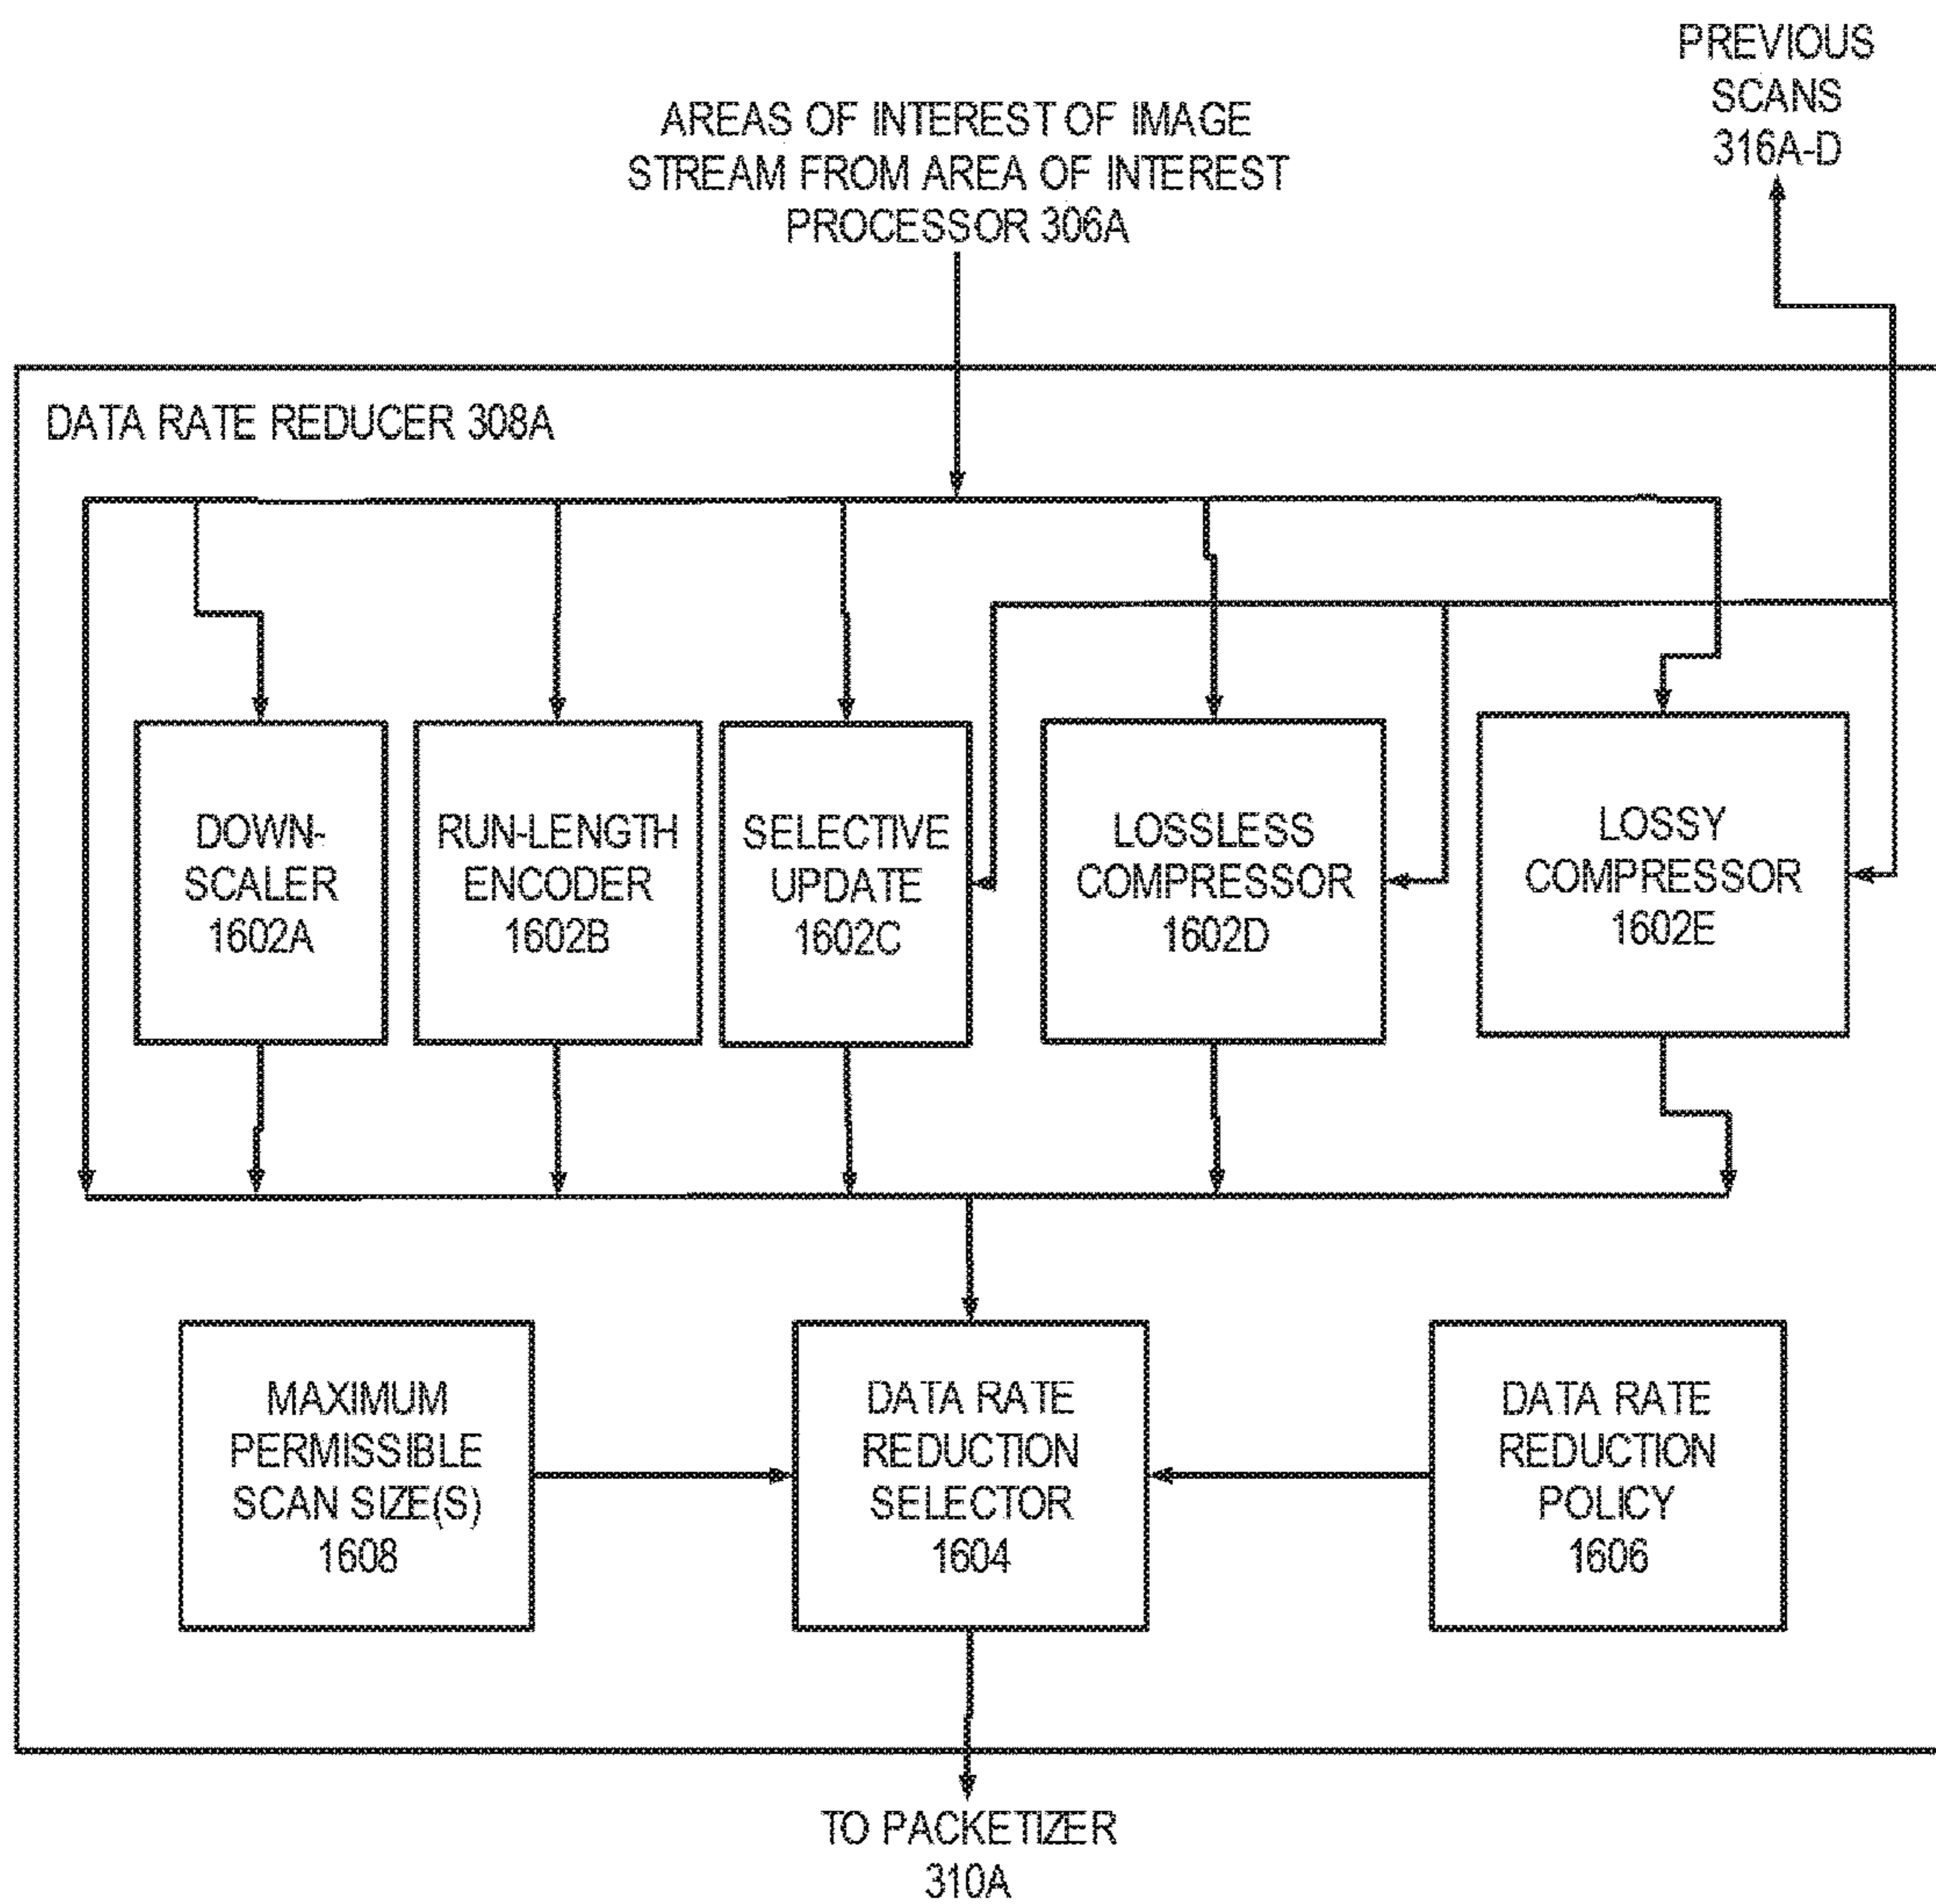 PREVIOUS
SCANS
316A-D
AREAS OF INTEREST OF IMAGE
STREAM FROM AREA OF INTEREST
PROCESSOR 306A
DATA RATE REDUCER 308A
DOWN-
SCALER
1602A
RUN-LENGTH
ENCODER
1602B
SELECTIVE
UPDATE
1602C
LOSSLESS
COMPRESSOR
1602D
LOSSY
COMPRESSOR
1602E
MAXIMUM
PERMISSIBLE
SCAN SIZE(S)
1608
DATA RATE
REDUCTION
SELECTOR
1604
DATA RATE
REDUCTION
POLICY
1606
TO PACKETIZER
310A